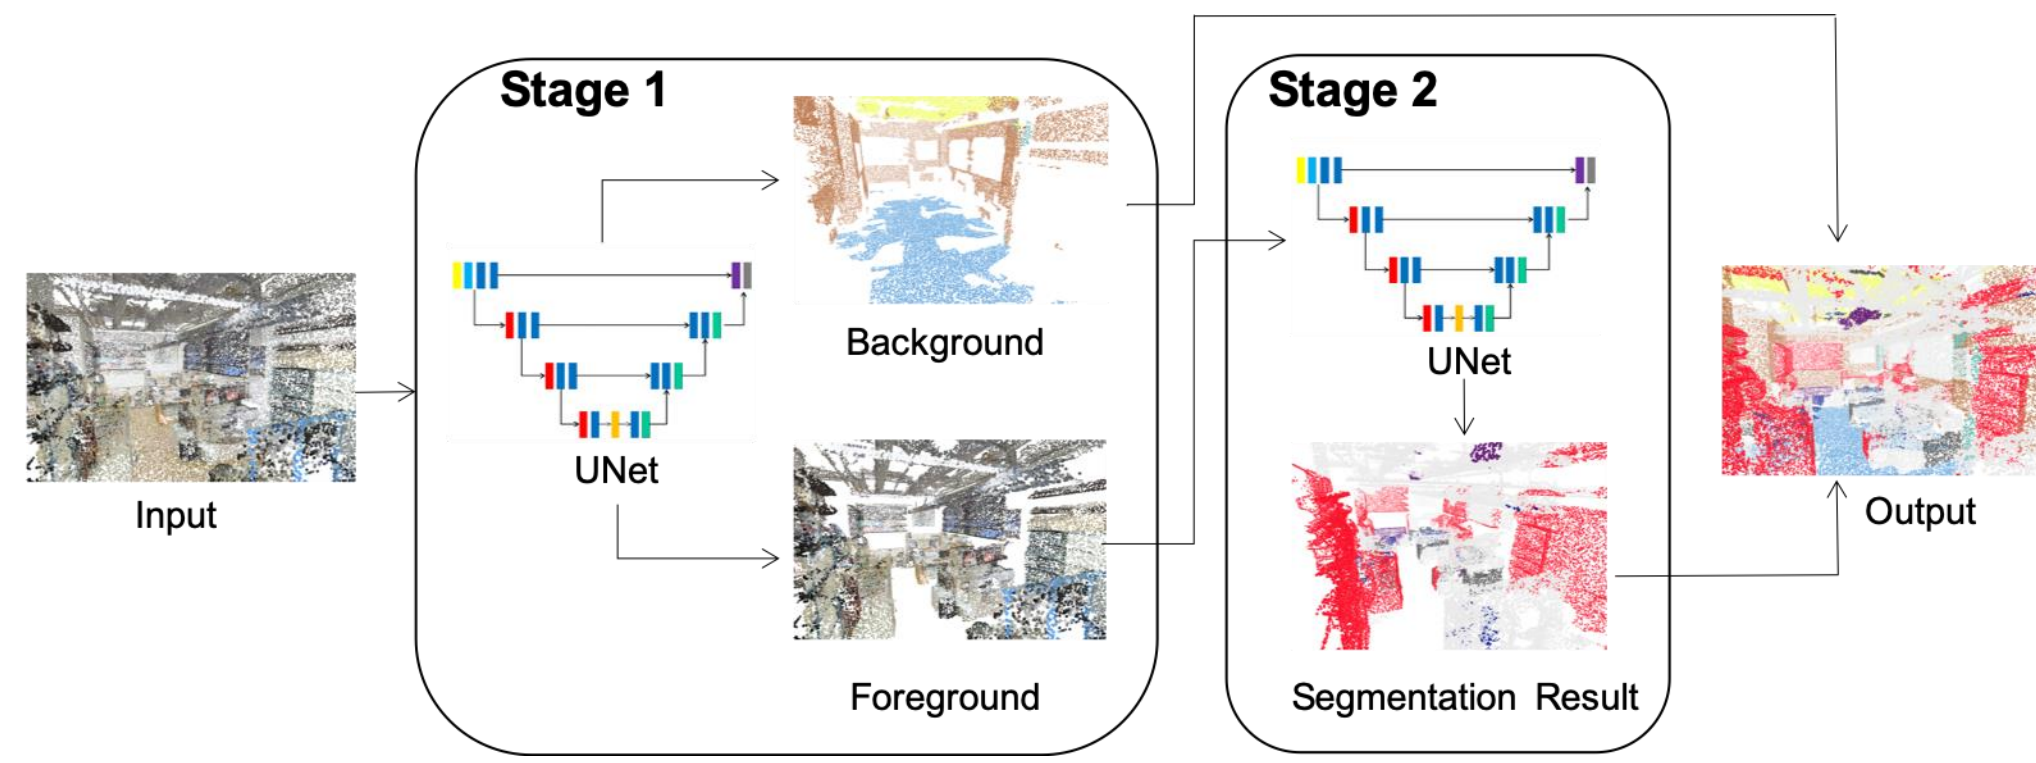 Stage 1
Stage 2
Background
UNet
UNet
Input
Output
Foreground
Segmentation Result